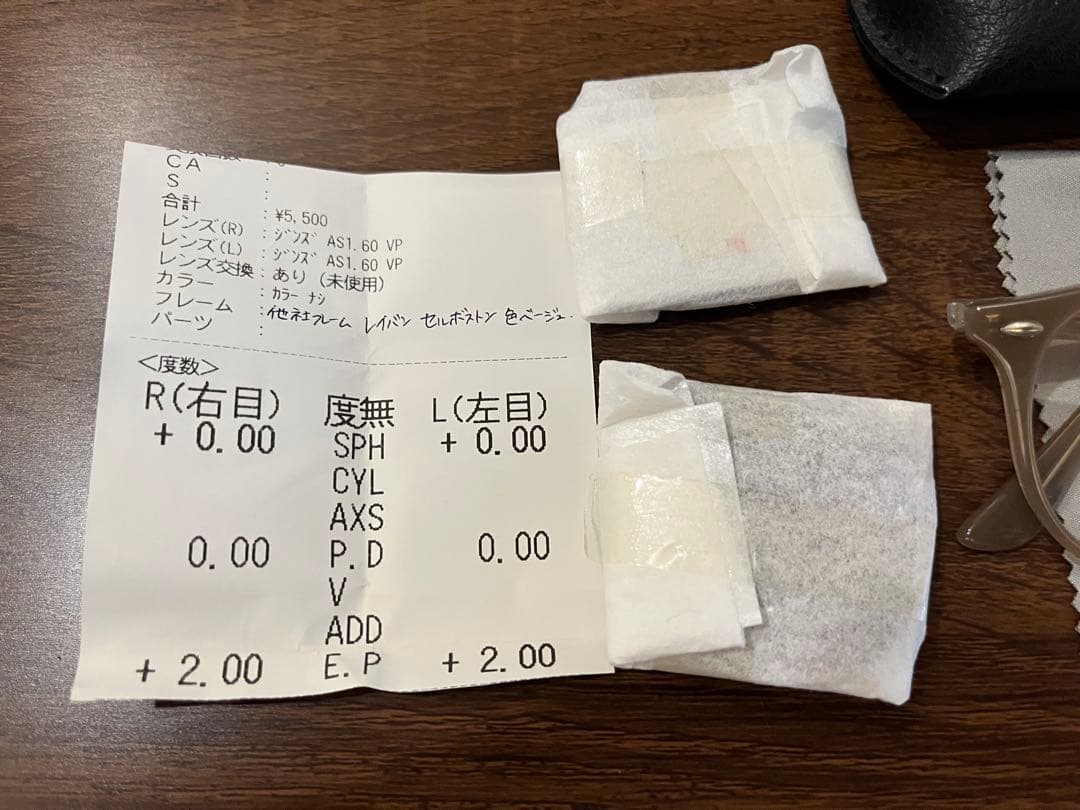 CA :
S :
合計 : ¥5,500
レンズ(R) : ジンズ AS1.60 VP
レンズ(L) : ジンズ AS1.60 VP
レンズ交換 : あり (未使用)
カラー : カラー ナシ
フレーム : 他社フレーム レイバン セルボストン 色ベージュ.
パーツ :
<度数>
R(右目) 度無 L(左目)
+ 0.00 SPH + 0.00
CYL
AXS
0.00 P.D 0.00
V
ADD
+ 2.00 E.P + 2.00